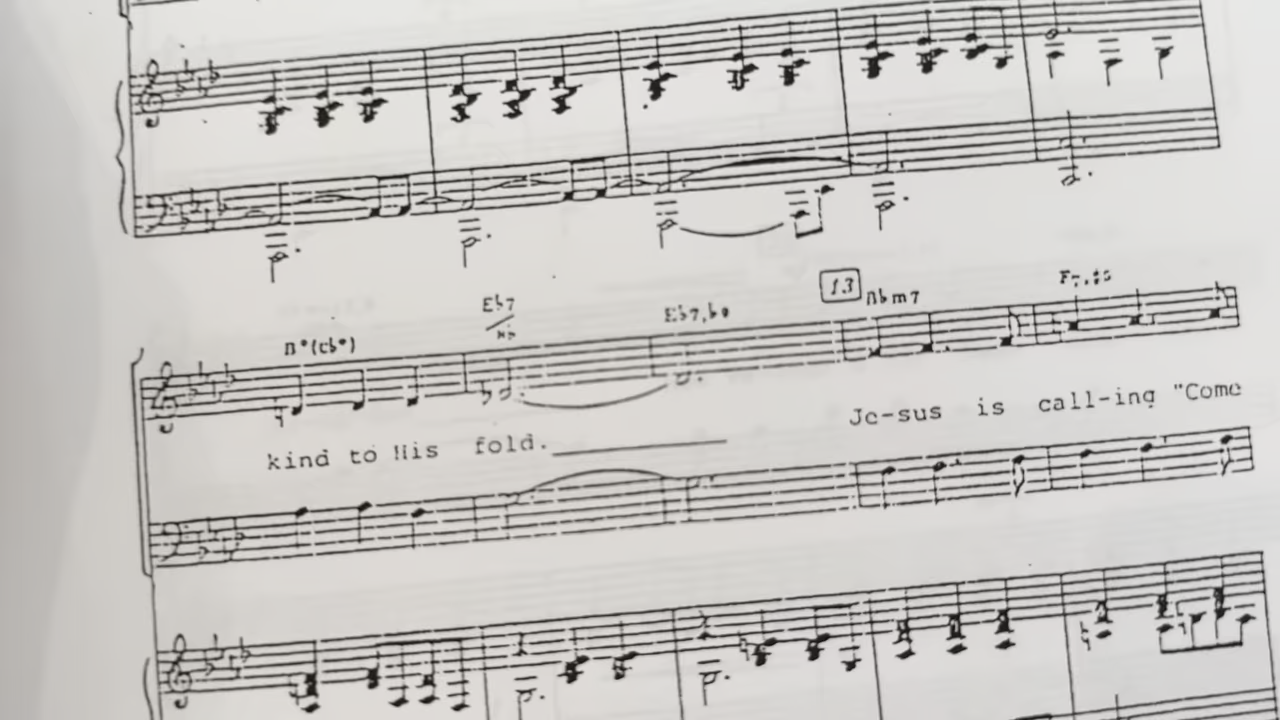 Eb7
B°(Cb°)
Eb7,b9
13
Bbm7
kind to His fold.
Je-sus is call-ing "Come